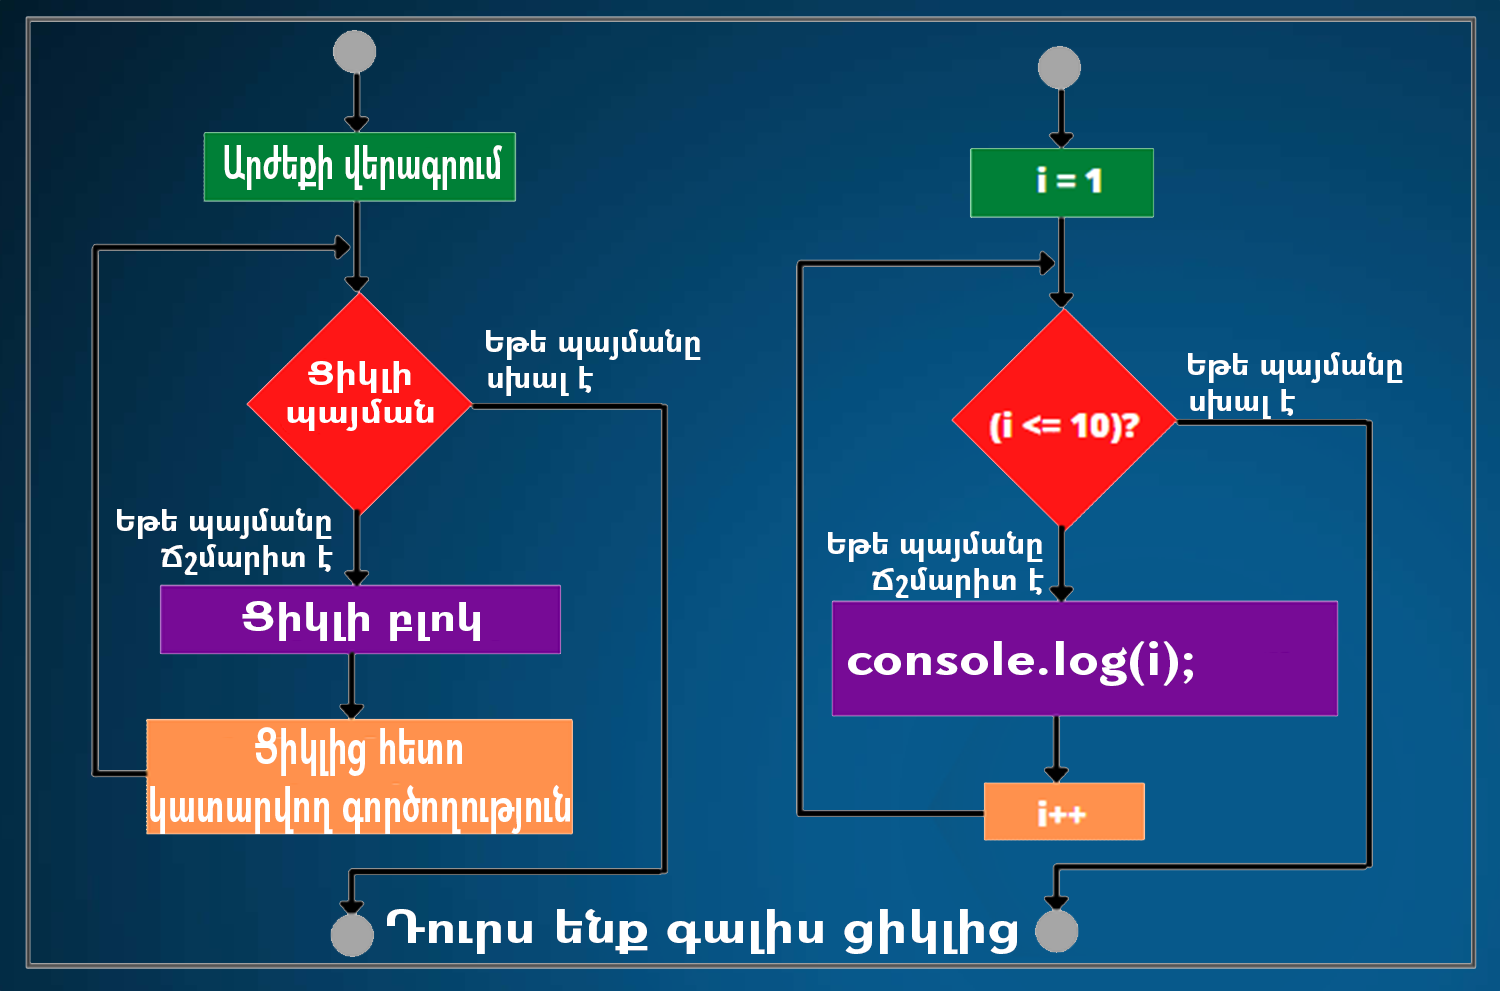 Արժեքի վերագրում
Ցիկլի
պայման
Եթե պայմանը
սխալ է
Եթե պայմանը
Ճշմարիտ է
Ցիկլի բլոկ
Ցիկլից հետո
կատարվող գործողություն
i = 1
(i <= 10)?
Եթե պայմանը
սխալ է
Եթե պայմանը
Ճշմարիտ է
console.log(i);
i++
Դուրս ենք գալիս ցիկլից